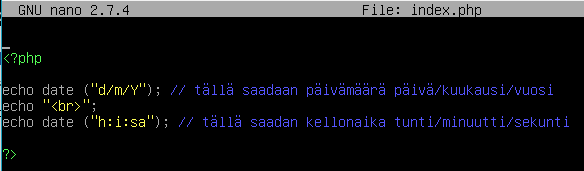 GNU nano 2.7.4 File: index.php
<?php
echo date ("d/m/Y"); // tällä saadaan päivämäärä päivä/kuukausi/vuosi
echo "<br>";
echo date ("h:i:sa"); // tällä saadan kellonaika tunti/minuutti/sekunti
?>